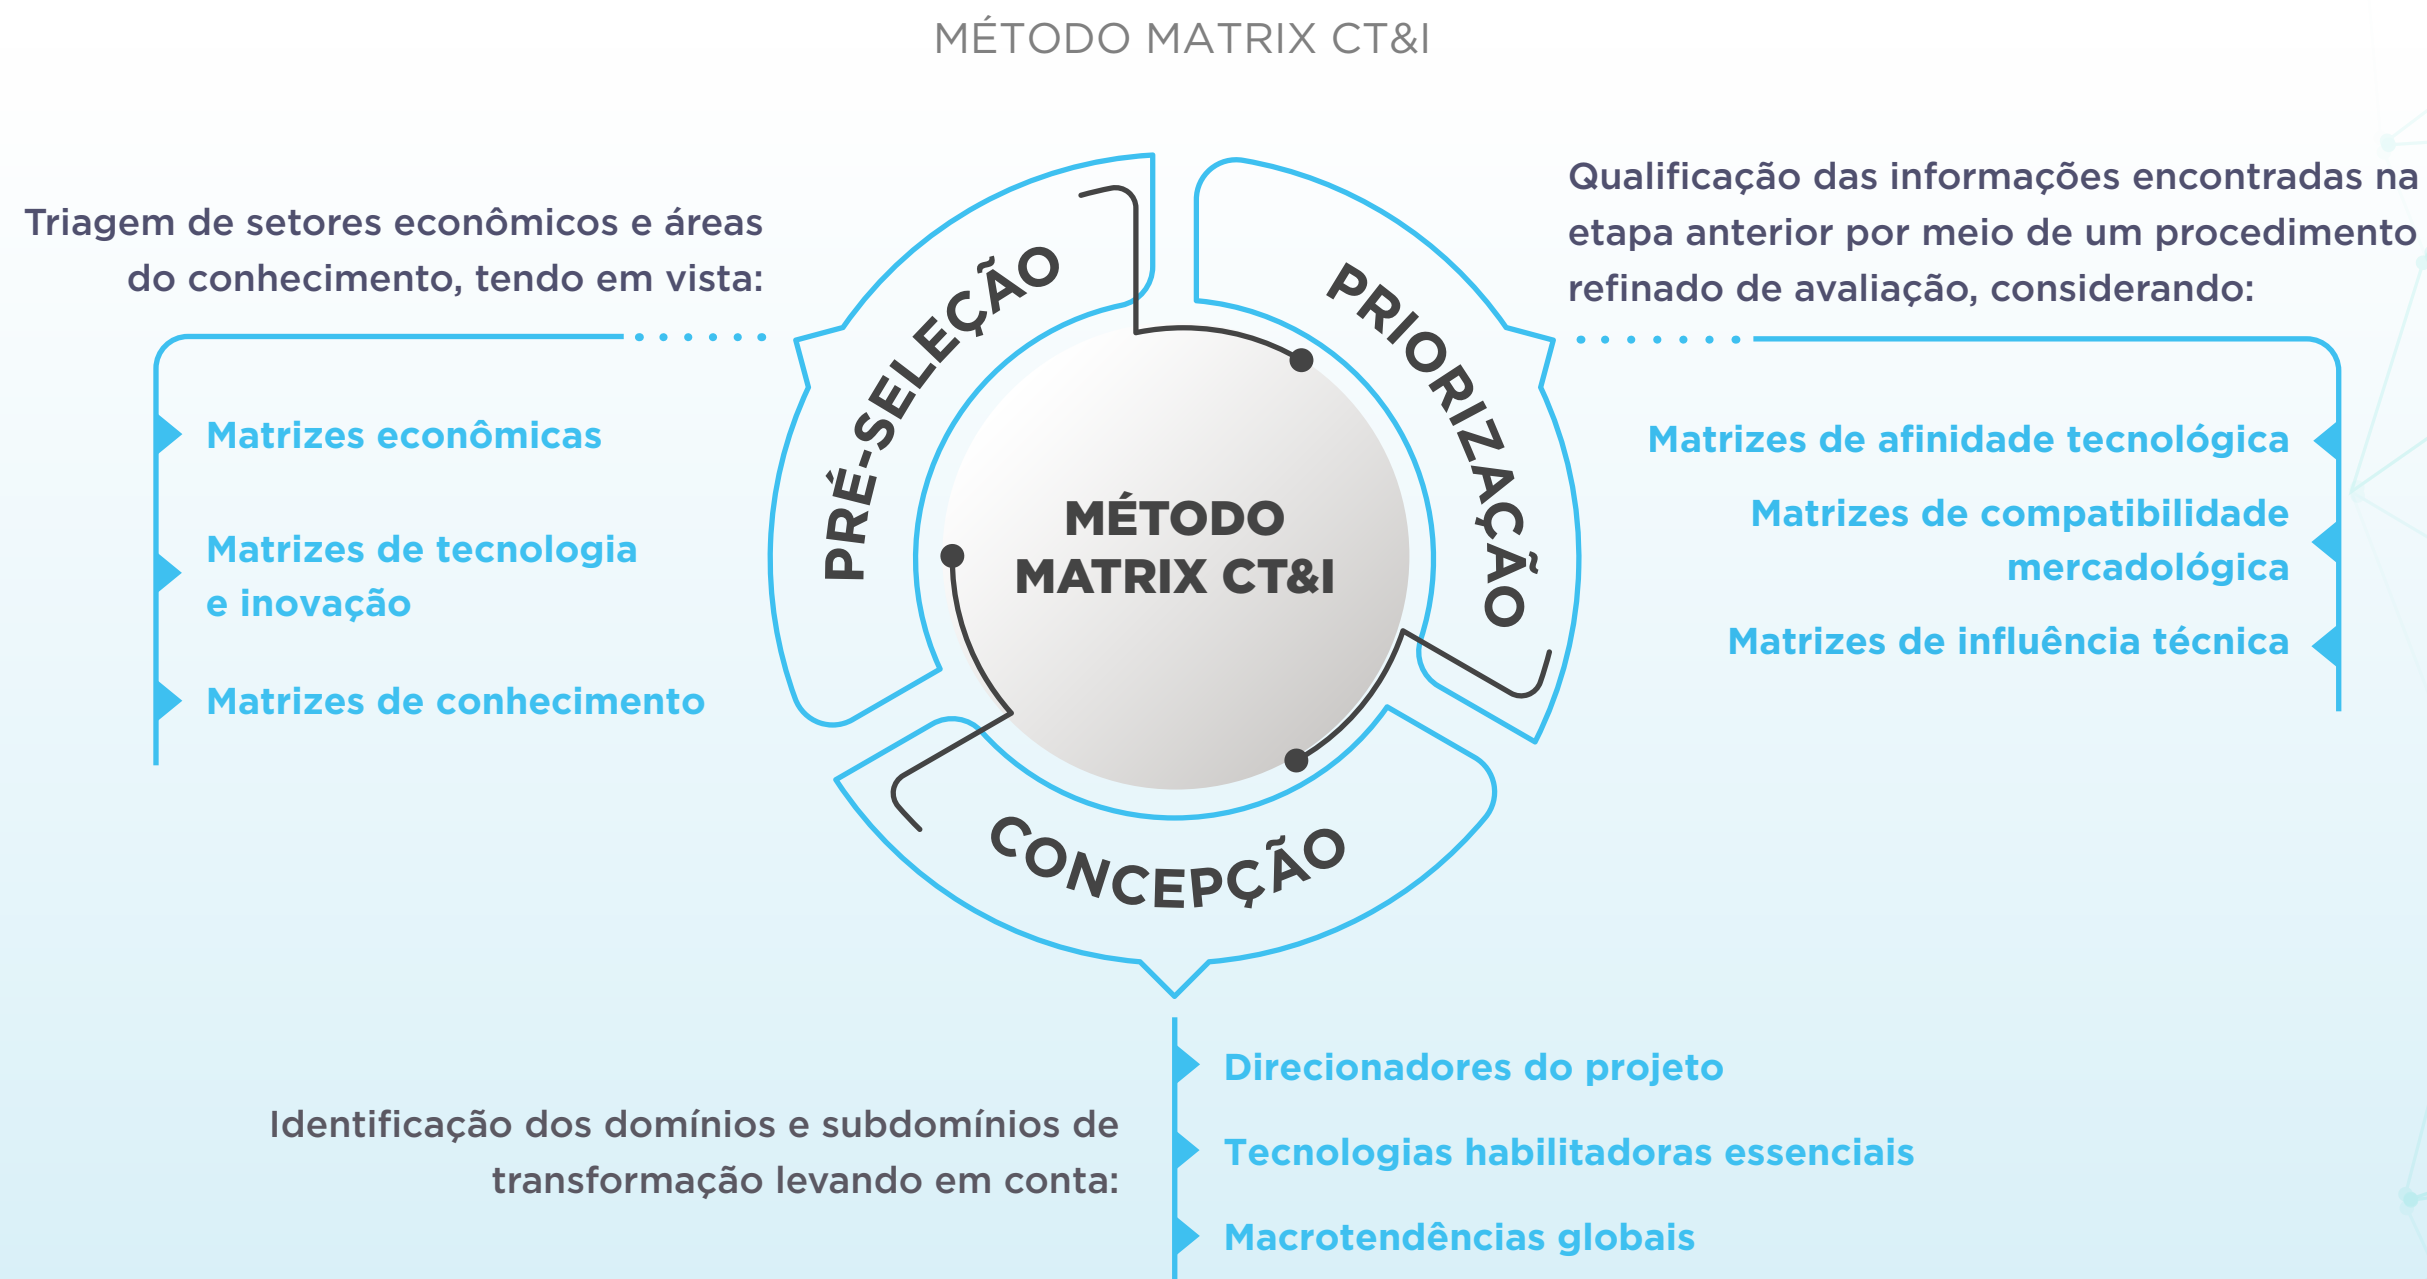 MÉTODO MATRIX CT&I
Triagem de setores econômicos e áreas
do conhecimento, tendo em vista:
Matrizes econômicas
Matrizes de tecnologia
e inovação
Matrizes de conhecimento
PRÉ-SELEÇÃO
MÉTODO
MATRIX CT&I
PRIORIZAÇÃO
Qualificação das informações encontradas na
etapa anterior por meio de um procedimento
refinado de avaliação, considerando:
Matrizes de afinidade tecnológica
Matrizes de compatibilidade
mercadológica
Matrizes de influência técnica
CONCEPÇÃO
Identificação dos domínios e subdomínios de
transformação levando em conta:
Direcionadores do projeto
Tecnologias habilitadoras essenciais
Macrotendências globais